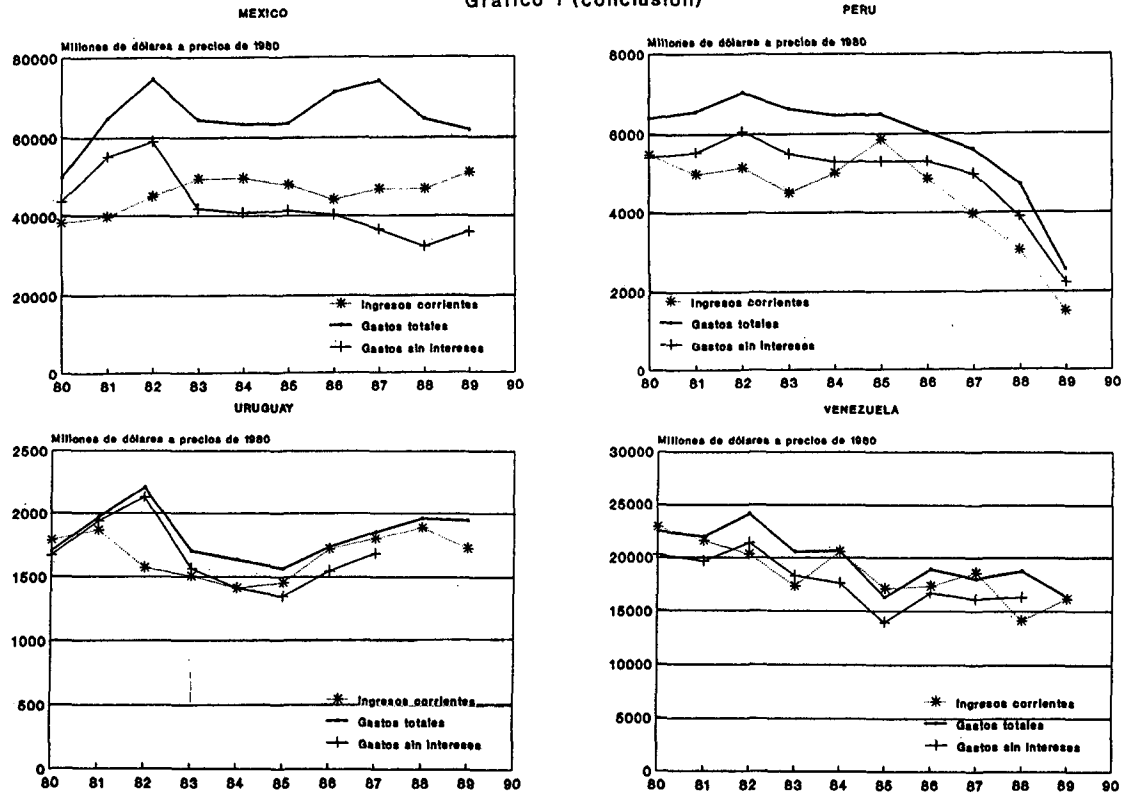 Gráfico 1 (conclusión)
MEXICO
Millones de dólares a precios de 1980
80000
60000
40000
20000
0
Ingresos corrientes
Gastos totales
Gastos sin intereses
80 81 82 83 84 85 86 87 88 89 90
PERU
Millones de dólares a precios de 1980
8000
6000
4000
2000
0
Ingresos corrientes
Gastos totales
Gastos sin intereses
80 81 82 83 84 85 86 87 88 89 90
URUGUAY
Millones de dólares a precios de 1980
2500
2000
1500
1000
500
0
Ingresos corrientes
Gastos totales
Gastos sin intereses
80 81 82 83 84 85 86 87 88 89 90
VENEZUELA
Millones de dólares a precios de 1980
30000
25000
20000
15000
10000
5000
0
Ingresos corrientes
Gastos totales
Gastos sin intereses
80 81 82 83 84 85 86 87 88 89 90